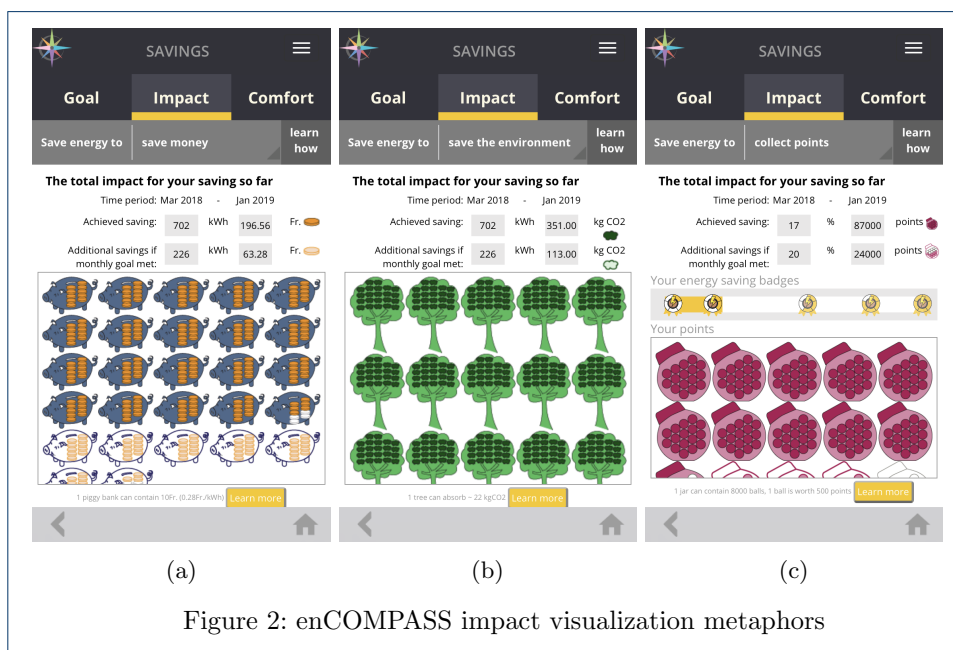 SAVINGS
Goal Impact Comfort
Save energy to save money learn how
The total impact for your saving so far
Time period: Mar 2018 - Jan 2019
Achieved saving: 702 kWh 196.56 Fr.
Additional savings if monthly goal met: 226 kWh 63.28 Fr.
1 piggy bank can contain 10Fr. (0.28Fr./kWh) Learn more
(a)
SAVINGS
Goal Impact Comfort
Save energy to save the environment learn how
The total impact for your saving so far
Time period: Mar 2018 - Jan 2019
Achieved saving: 702 kWh 351.00 kg CO2
Additional savings if monthly goal met: 226 kWh 113.00 kg CO2
1 tree can absorb ~ 22 kgCO2 Learn more
(b)
SAVINGS
Goal Impact Comfort
Save energy to collect points learn how
The total impact for your saving so far
Time period: Mar 2018 - Jan 2019
Achieved saving: 17 % 87000 points
Additional savings if monthly goal met: 20 % 24000 points
Your energy saving badges
Your points
1 jar can contain 8000 balls, 1 ball is worth 500 points Learn more
(c)
Figure 2: enCOMPASS impact visualization metaphors